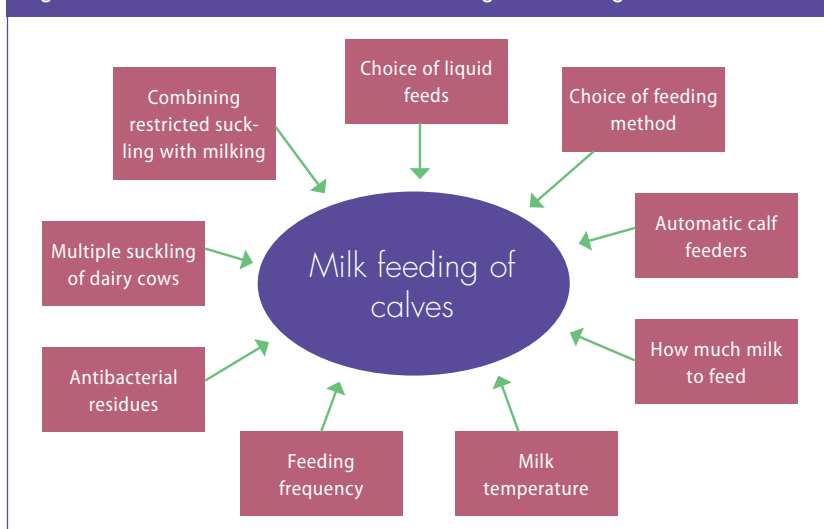 Choice of liquid
feeds
Combining
restricted suck-
ling with milking
Choice of feeding
method
Multiple suckling
of dairy cows
Milk feeding of
calves
Automatic calf
feeders
Antibacterial
residues
How much milk
to feed
Feeding
frequency
Milk
temperature